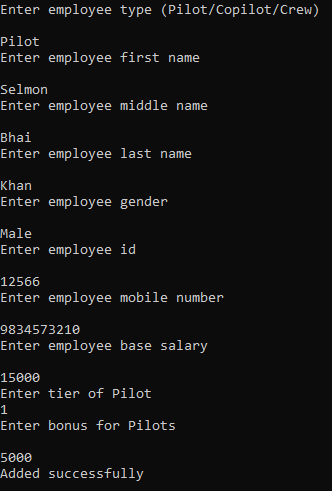 Enter employee type (Pilot/Copilot/Crew)
Pilot
Enter employee first name
Selmon
Enter employee middle name
Bhai
Enter employee last name
Khan
Enter employee gender
Male
Enter employee id
12566
Enter employee mobile number
9834573210
Enter employee base salary
15000
Enter tier of Pilot
1
Enter bonus for Pilots
5000
Added successfully